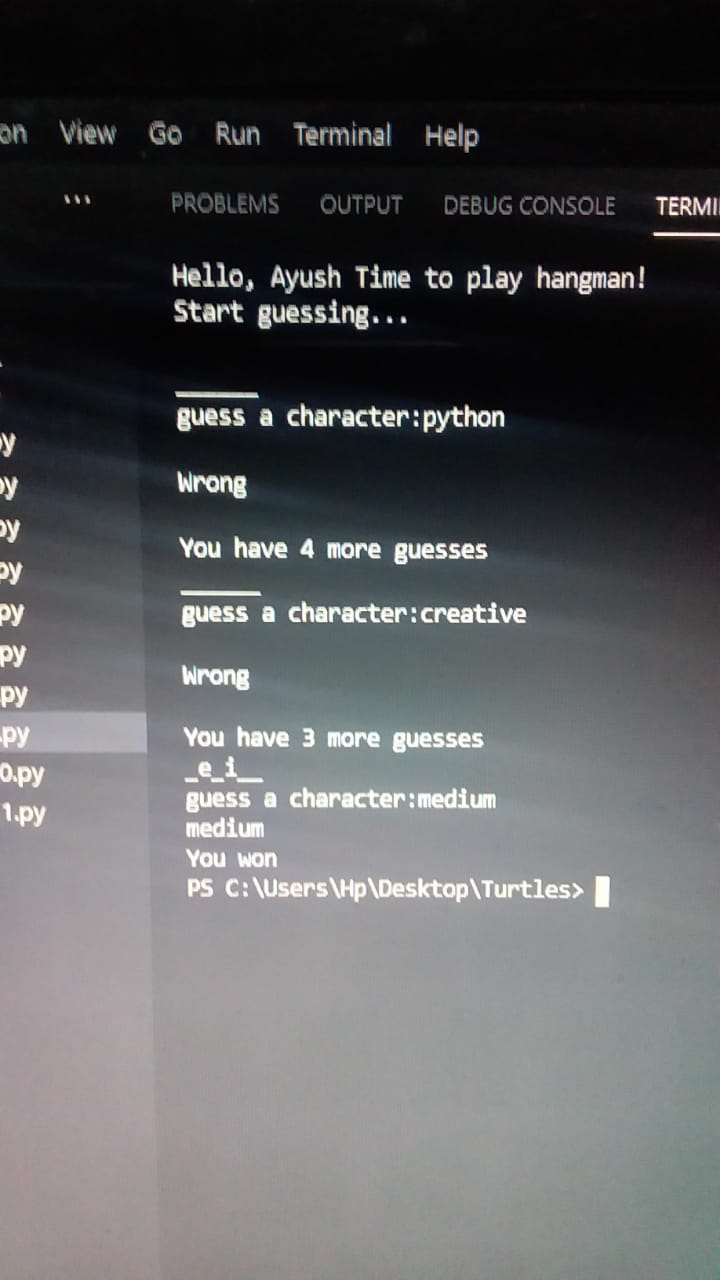 on View Go Run Terminal Help
... PROBLEMS OUTPUT DEBUG CONSOLE TERMI
Hello, Ayush Time to play hangman!
Start guessing...
______
guess a character:python
Wrong
You have 4 more guesses
______
guess a character:creative
Wrong
You have 3 more guesses
_e_i__
guess a character:medium
medium
You won
PS C:\Users\Hp\Desktop\Turtles>
py
py
py
py
py
py
.py
.py
0.py
1.py